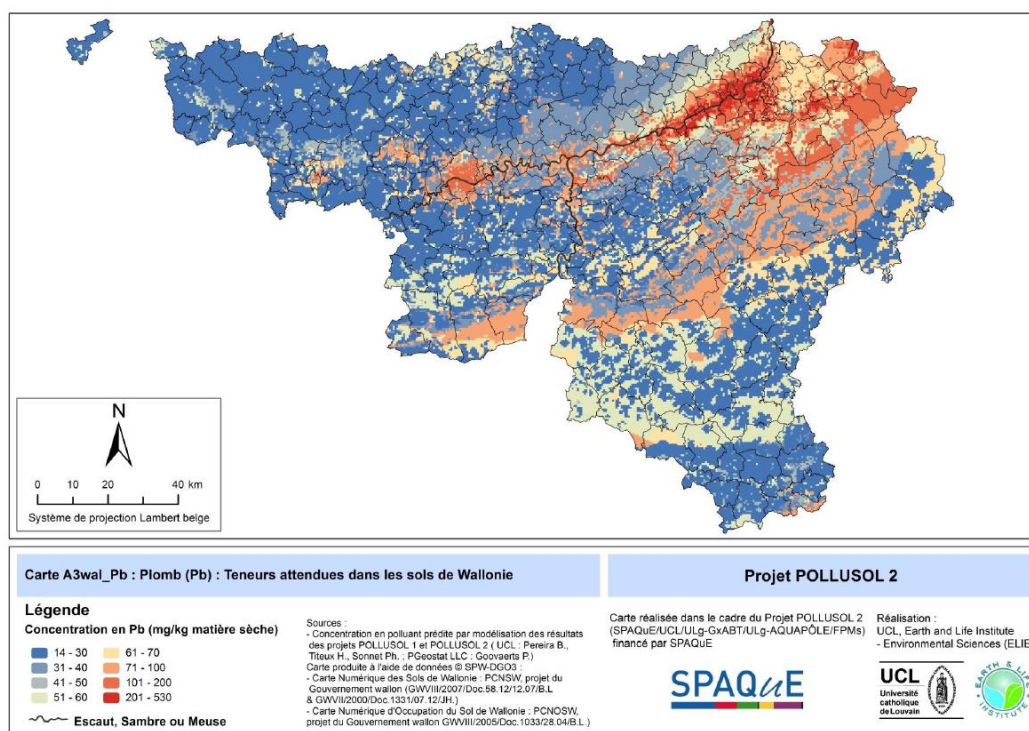 N
0 10 20 40 km
Système de projection Lambert belge
Carte A3wal_Pb : Plomb (Pb) : Teneurs attendues dans les sols de Wallonie
Légende
Concentration en Pb (mg/kg matière sèche)
14 - 30
31 - 40
41 - 50
51 - 60
61 - 70
71 - 100
101 - 200
201 - 530
Escaut, Sambre ou Meuse
Sources :
- Concentration en polluant prédite par modélisation des résultats
des projets POLLUSOL 1 et POLLUSOL 2 ( UCL : Pereira B.,
Titeux H., Sonnet Ph. ; PGeostat LLC : Goovaerts P.)
Carte produite à l'aide de données © SPW-DGO3 :
- Carte Numérique des Sols de Wallonie : PCNSW, projet du
Gouvernement wallon (GWVIII/2007/Doc.58.12/12.07/B.L
& GWVII/2000/Doc.1331/07.12/JH.)
- Carte Numérique d'Occupation du Sol de Wallonie : PCNOSW,
projet du Gouvernement wallon GWVIII/2005/Doc.1033/28.04/B.L.)
Projet POLLUSOL 2
Carte réalisée dans le cadre du Projet POLLUSOL 2
(SPAQuE/UCL/ULg-GxABT/ULg-AQUAPÔLE/FPMs)
financé par SPAQuE
SPAQuE
Réalisation :
UCL, Earth and Life Institute
- Environmental Sciences (ELIE)
UCL
Université
catholique
de Louvain
EARTH & LIFE
INSTITUTE